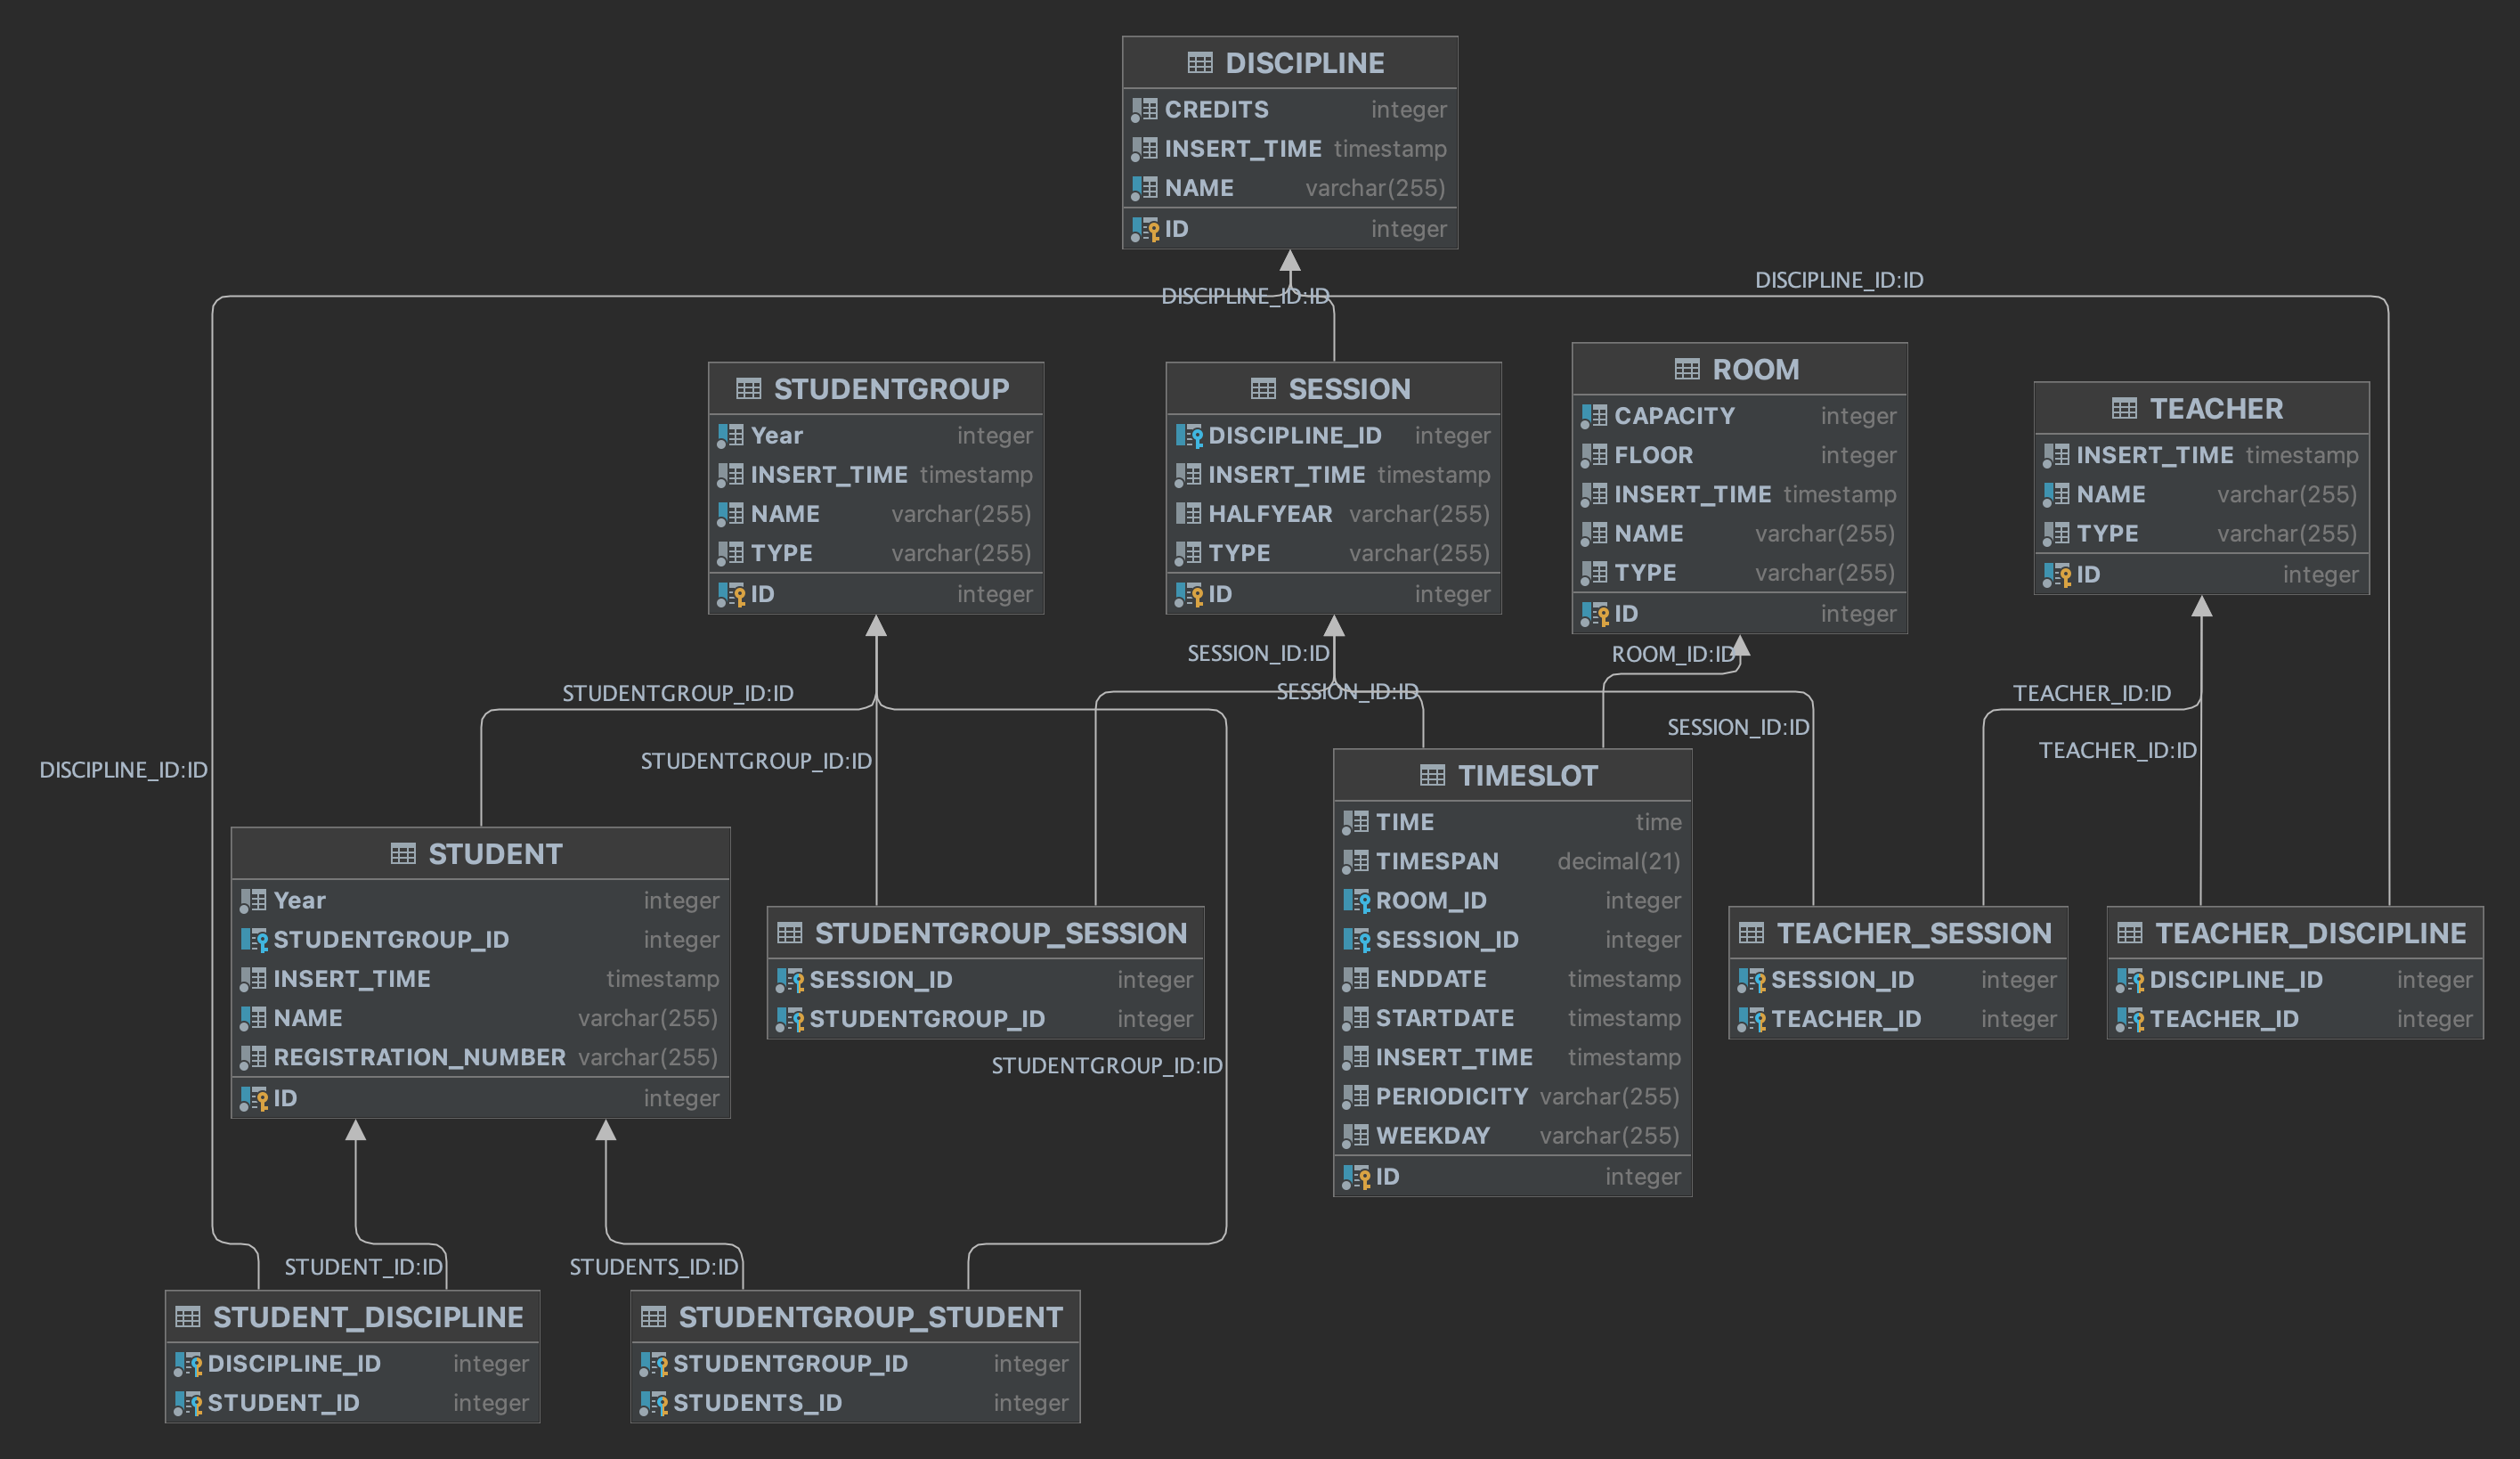 DISCIPLINE
CREDITS integer
INSERT_TIME timestamp
NAME varchar(255)
ID integer
DISCIPLINE_ID:ID
DISCIPLINE_ID:ID
STUDENTGROUP
Year integer
INSERT_TIME timestamp
NAME varchar(255)
TYPE varchar(255)
ID integer
SESSION
DISCIPLINE_ID integer
INSERT_TIME timestamp
HALFYEAR varchar(255)
TYPE varchar(255)
ID integer
ROOM
CAPACITY integer
FLOOR integer
INSERT_TIME timestamp
NAME varchar(255)
TYPE varchar(255)
ID integer
TEACHER
INSERT_TIME timestamp
NAME varchar(255)
TYPE varchar(255)
ID integer
SESSION_ID:ID
ROOM_ID:ID
STUDENTGROUP_ID:ID
SESSION_ID:ID
TEACHER_ID:ID
SESSION_ID:ID
TEACHER_ID:ID
STUDENTGROUP_ID:ID
DISCIPLINE_ID:ID
STUDENT
Year integer
STUDENTGROUP_ID integer
INSERT_TIME timestamp
NAME varchar(255)
REGISTRATION_NUMBER varchar(255)
ID integer
STUDENTGROUP_SESSION
SESSION_ID integer
STUDENTGROUP_ID integer
STUDENTGROUP_ID:ID
TIMESLOT
TIME time
TIMESPAN decimal(21)
ROOM_ID integer
SESSION_ID integer
ENDDATE timestamp
STARTDATE timestamp
INSERT_TIME timestamp
PERIODICITY varchar(255)
WEEKDAY varchar(255)
ID integer
TEACHER_SESSION
SESSION_ID integer
TEACHER_ID integer
TEACHER_DISCIPLINE
DISCIPLINE_ID integer
TEACHER_ID integer
STUDENT_ID:ID
STUDENTS_ID:ID
STUDENT_DISCIPLINE
DISCIPLINE_ID integer
STUDENT_ID integer
STUDENTGROUP_STUDENT
STUDENTGROUP_ID integer
STUDENTS_ID integer